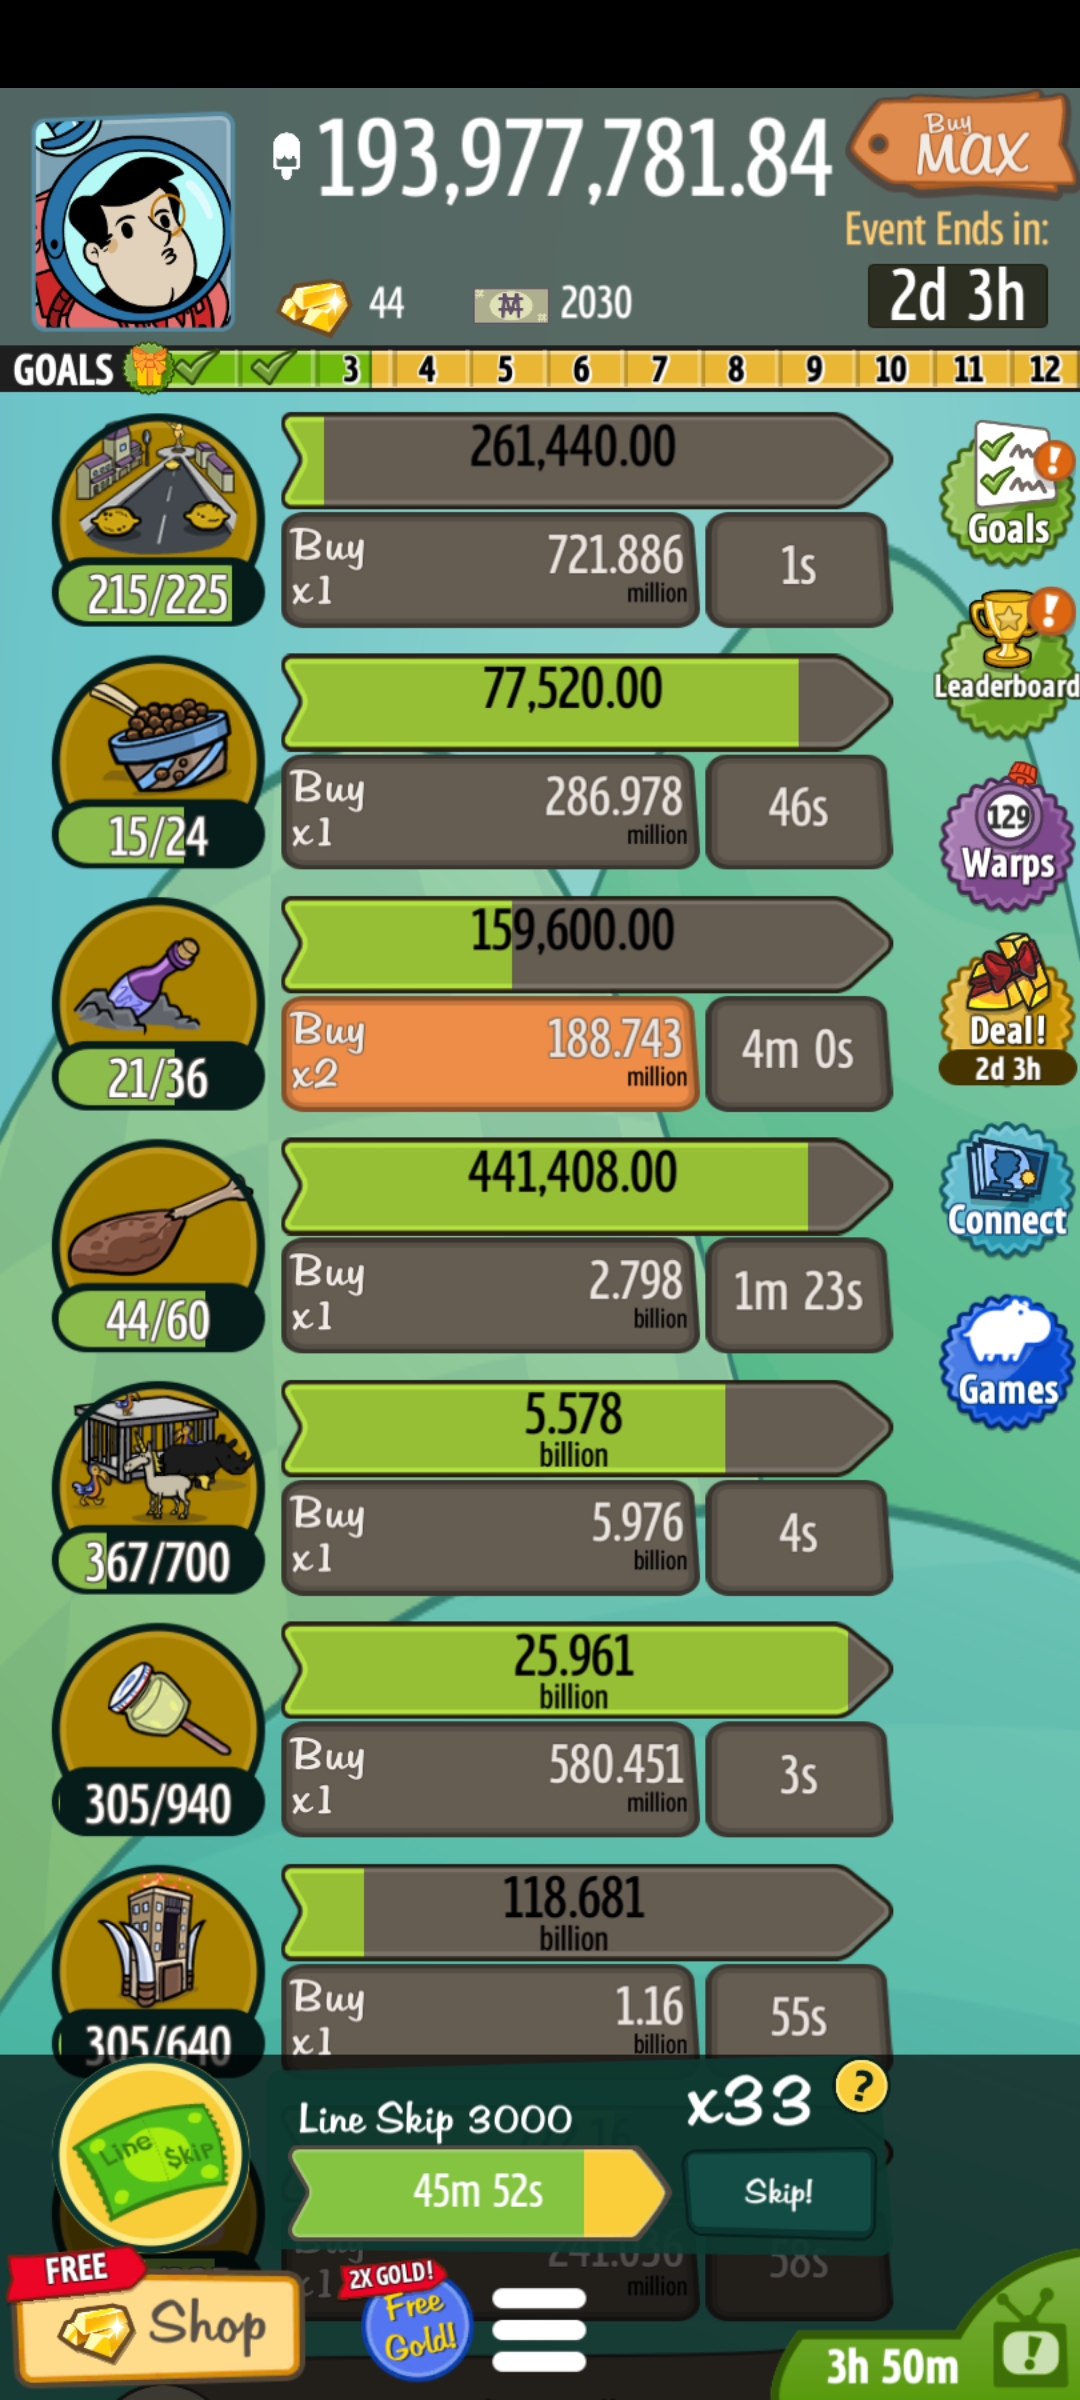 193,977,781.84
Buy
MAX
Event Ends in:
2d 3h
44
2030
GOALS 3 4 5 6 7 8 9 10 11 12
261,440.00
Buy
x1
721.886
million
1s
215/225
Goals
77,520.00
Buy
x1
286.978
million
46s
15/24
Leaderboard
129
Warps
159,600.00
Buy
x2
188.743
million
4m 0s
21/36
Deal!
2d 3h
441,408.00
Buy
x1
2.798
billion
1m 23s
44/60
Connect
5.578
billion
Buy
x1
5.976
billion
4s
367/700
Games
25.961
billion
Buy
x1
580.451
million
3s
305/940
118.681
billion
Buy
x1
1.16
billion
55s
305/640
Line Skip
Line Skip 3000
x33
?
45m 52s
Skip!
Buy
x1
241.036
million
58s
FREE
Shop
2X GOLD!
Free
Gold!
3h 50m